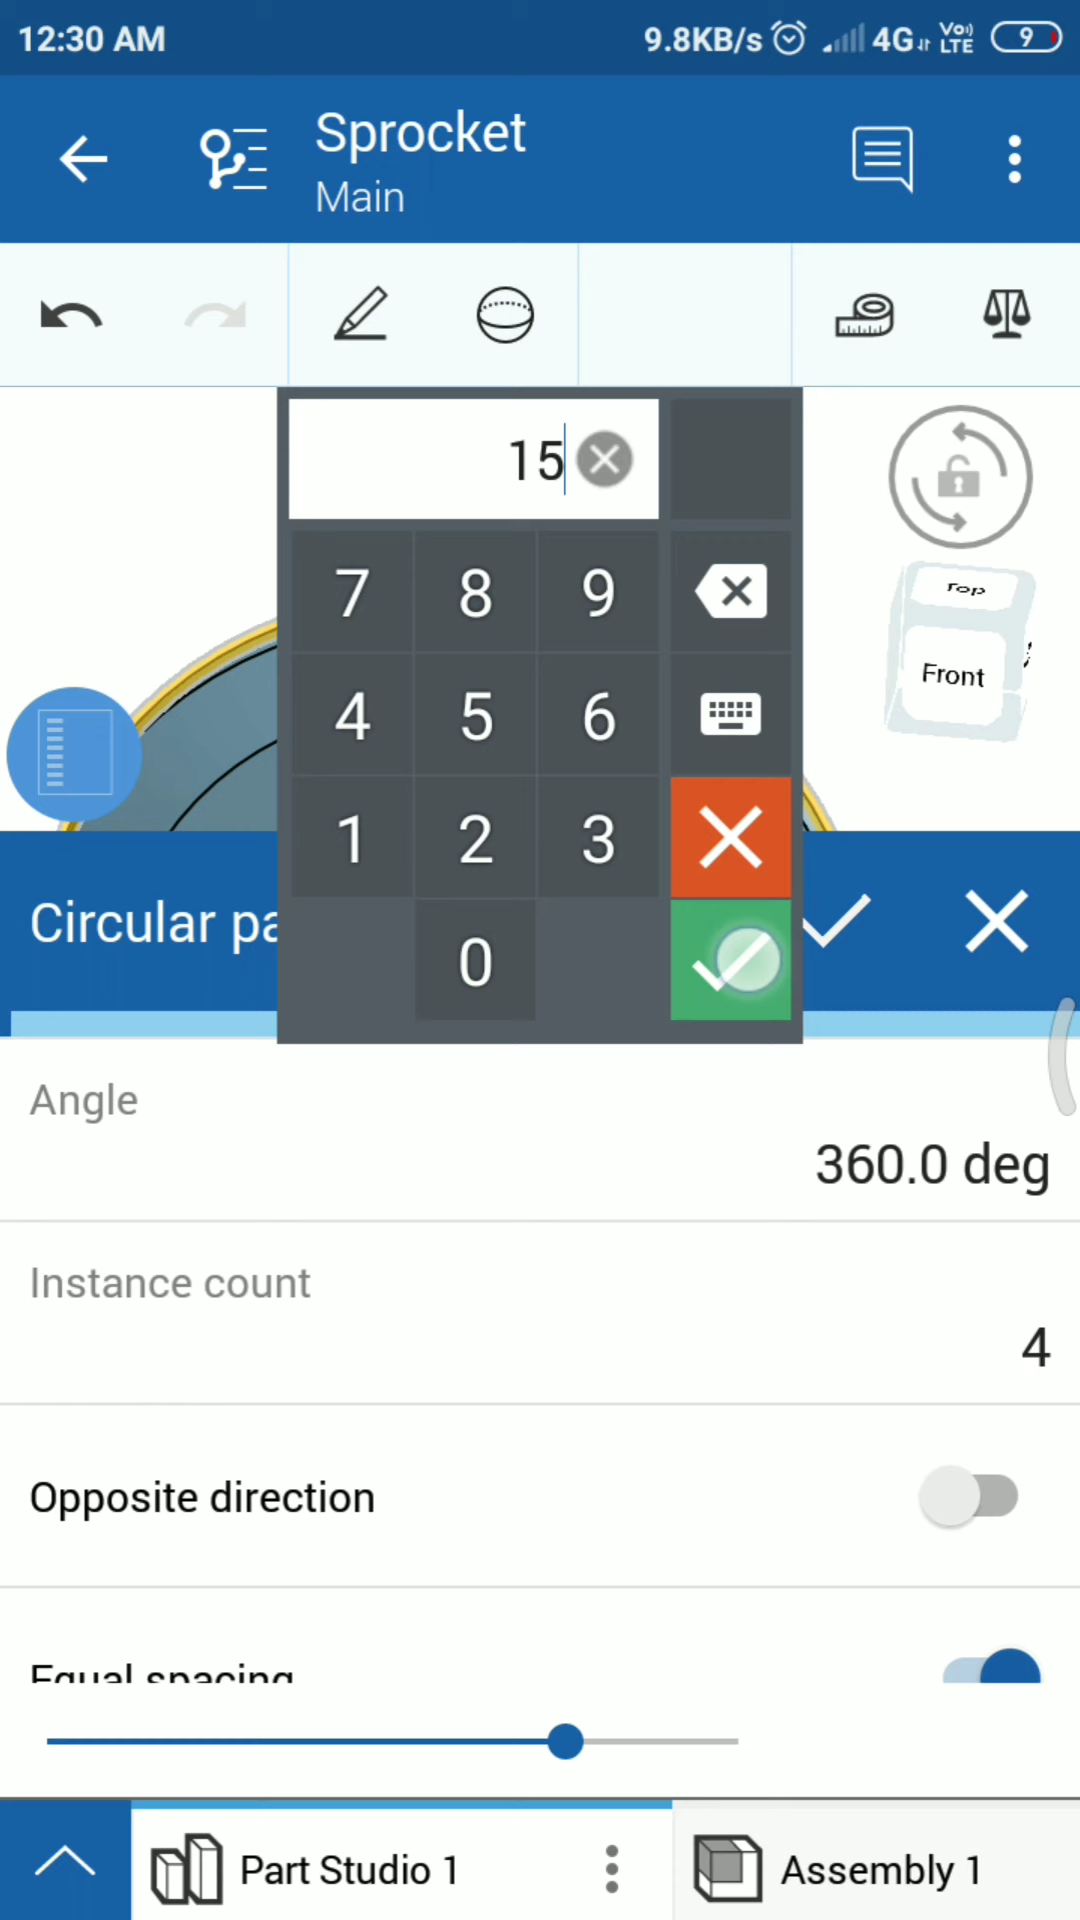 12:30 AM
9.8KB/s 4G Vo)) LTE 9
Sprocket
Main
15
7 8 9
4 5 6
1 2 3
0
Top
Front
Circular pa
Angle
360.0 deg
Instance count
4
Opposite direction
Equal spacing
Part Studio 1
Assembly 1